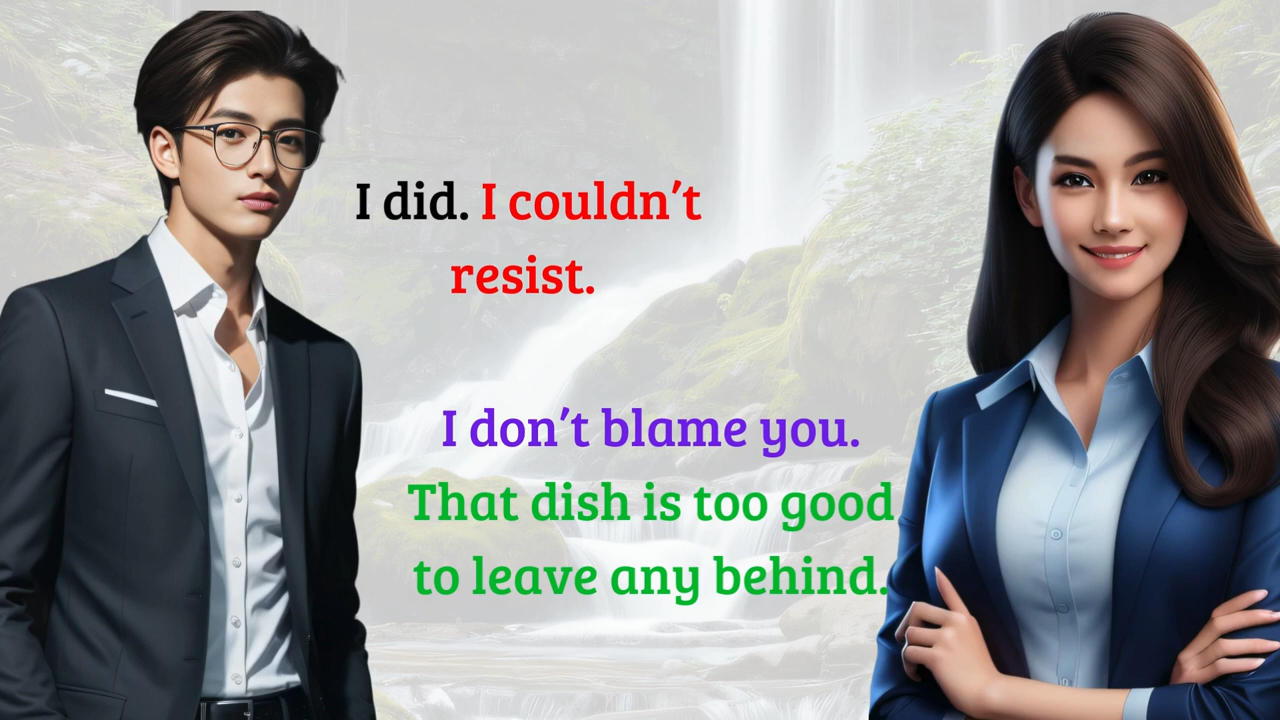 I did. I couldn't
resist.
I don't blame you.
That dish is too good
to leave any behind.